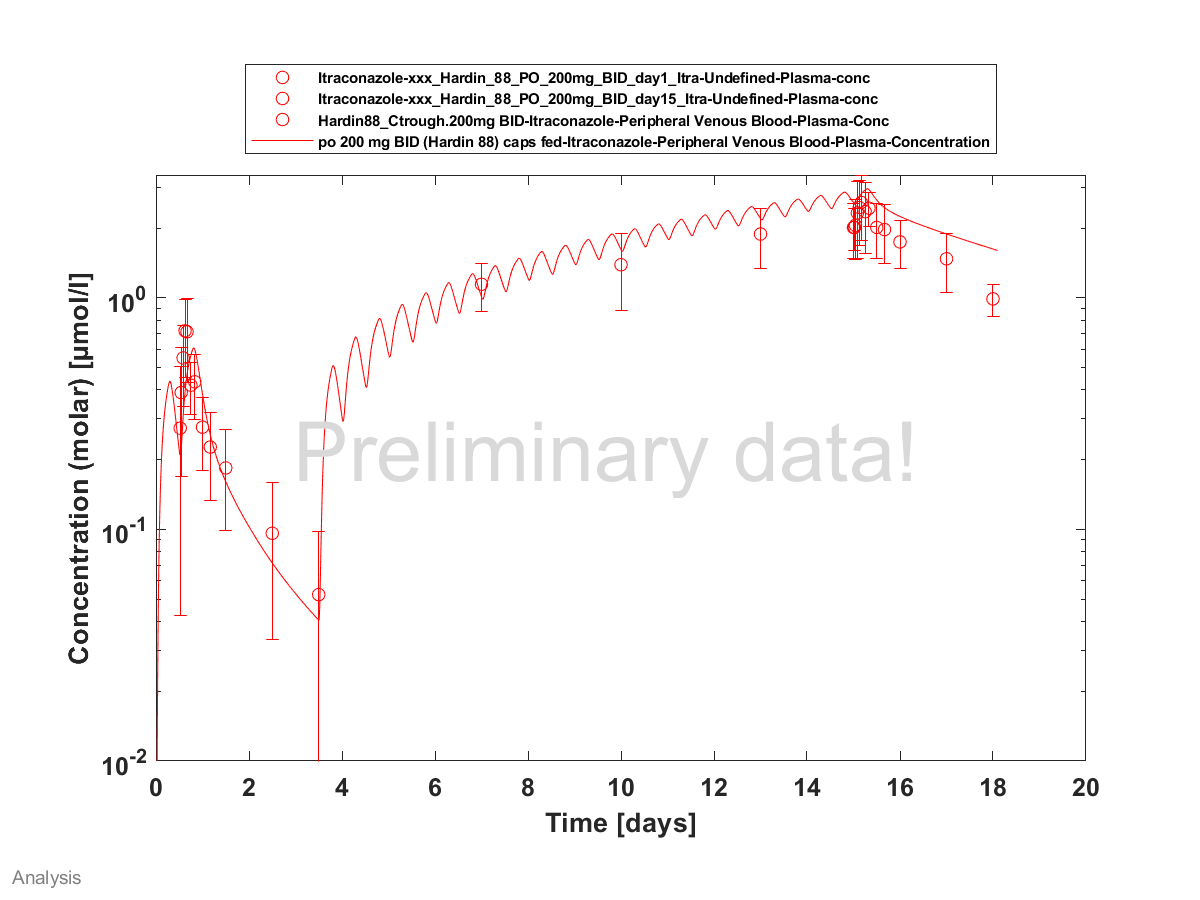 Itraconazole-xxx_Hardin_88_PO_200mg_BID_day1_Itra-Undefined-Plasma-conc
Itraconazole-xxx_Hardin_88_PO_200mg_BID_day15_Itra-Undefined-Plasma-conc
Hardin88_Ctrough.200mg BID-Itraconazole-Peripheral Venous Blood-Plasma-Conc
po 200 mg BID (Hardin 88) caps fed-Itraconazole-Peripheral Venous Blood-Plasma-Concentration
Concentration (molar) [µmol/l]
10^0
10^-1
10^-2
Preliminary data!
0 2 4 6 8 10 12 14 16 18 20
Time [days]
Analysis